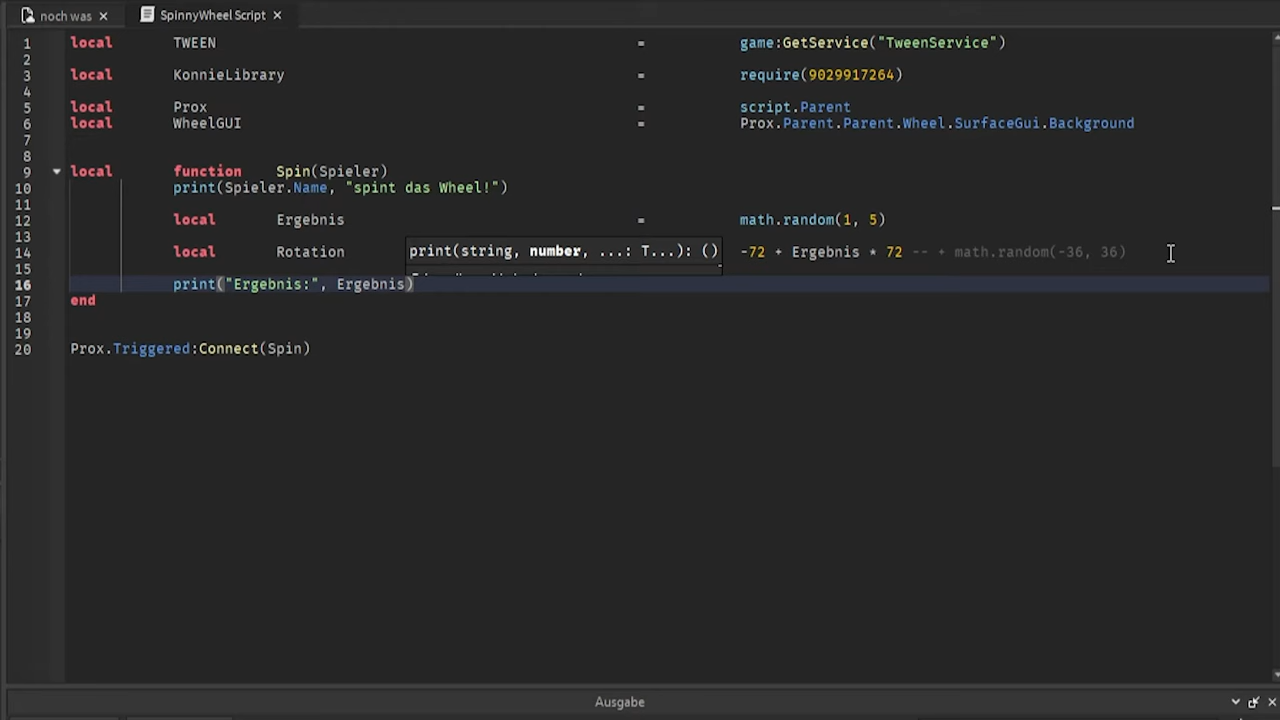 noch was × SpinnyWheel Script ×
1 local TWEEN = game:GetService("TweenService")
2
3 local KonnieLibrary = require(9029917264)
4
5 local Prox = script.Parent
6 local WheelGUI = Prox.Parent.Parent.Wheel.SurfaceGui.Background
7
8
9 local function Spin(Spieler)
10 print(Spieler.Name, "spint das Wheel!")
11
12 local Ergebnis = math.random(1, 5)
13
print(string, number, ...: T...): ()
14 local Rotation -72 + Ergebnis * 72 -- + math.random(-36, 36)
15
16 print("Ergebnis:", Ergebnis)
17 end
18
19
20 Prox.Triggered:Connect(Spin)
Ausgabe